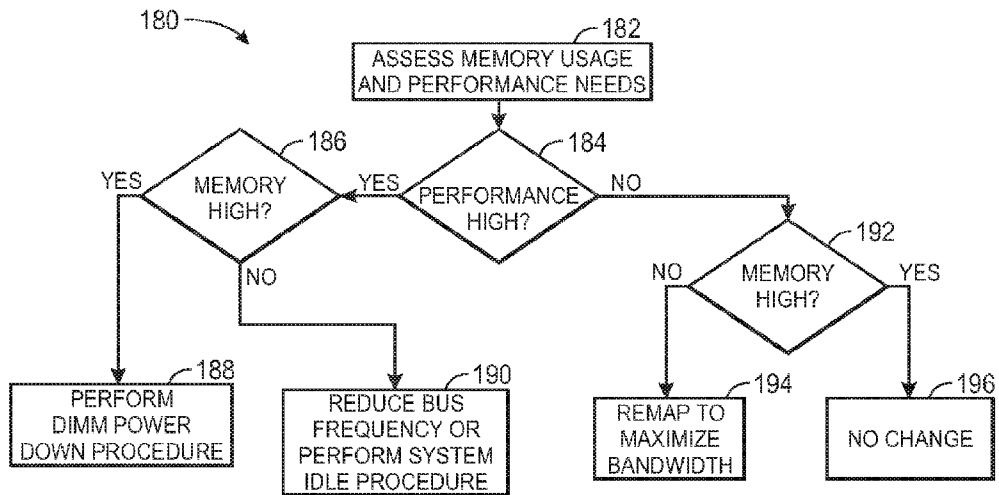 180
182
ASSESS MEMORY USAGE
AND PERFORMANCE NEEDS
186
184
YES
MEMORY
HIGH?
YES
PERFORMANCE
HIGH?
NO
192
NO
NO
MEMORY
HIGH?
YES
188
PERFORM
DIMM POWER
DOWN PROCEDURE
190
REDUCE BUS
FREQUENCY OR
PERFORM SYSTEM
IDLE PROCEDURE
194
REMAP TO
MAXIMIZE
BANDWIDTH
196
NO CHANGE